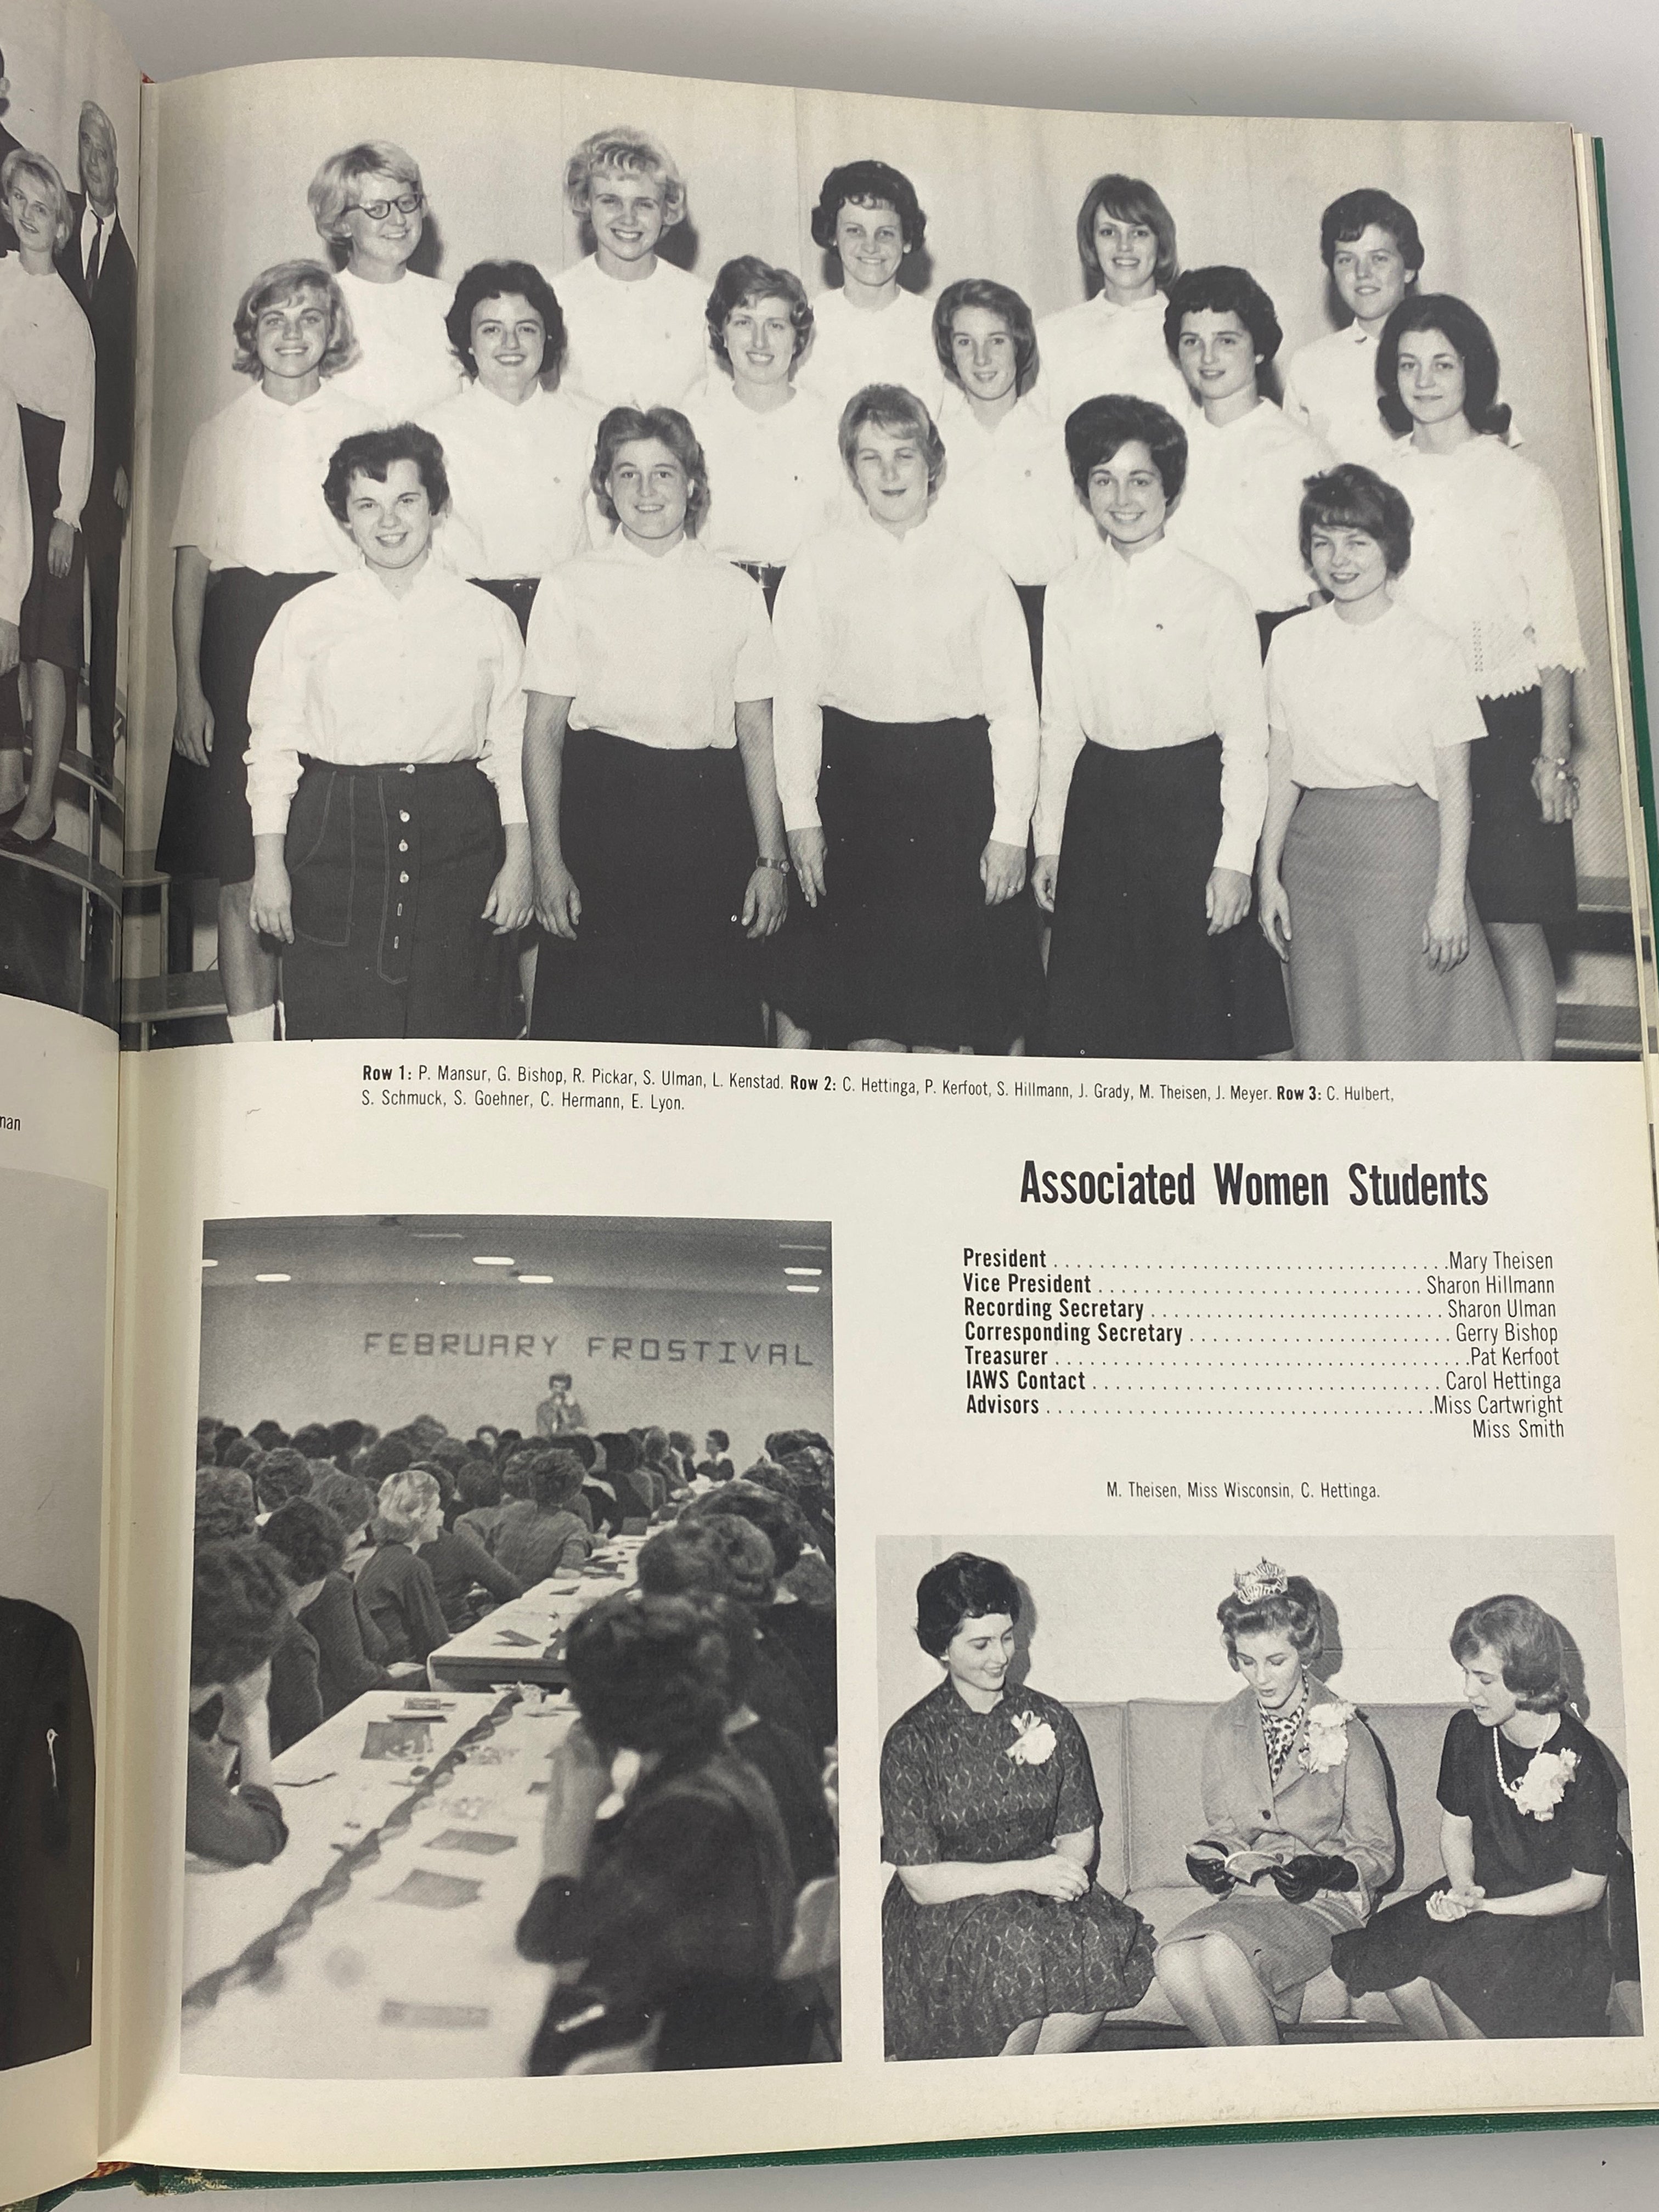 man
Row 1: P. Mansur, G. Bishop, R. Pickar, S. Ulman, L. Kenstad. Row 2: C. Hettinga, P. Kerfoot, S. Hillmann, J. Grady, M. Theisen, J. Meyer. Row 3: C. Hulbert,
S. Schmuck, S. Goehner, C. Hermann, E. Lyon.
Associated Women Students
President Mary Theisen
Vice President Sharon Hillmann
Recording Secretary Sharon Ulman
Corresponding Secretary Gerry Bishop
Treasurer Pat Kerfoot
IAWS Contact Carol Hettinga
Advisors Miss Cartwright
Miss Smith
FEBRUARY FROSTIVAL
M. Theisen, Miss Wisconsin, C. Hettinga.